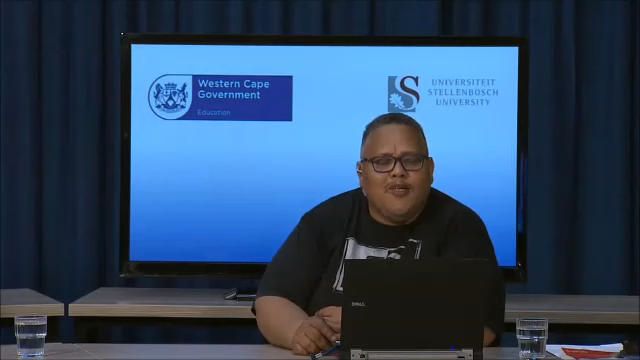 Western Cape
Government
Education
S
UNIVERSITEIT
STELLENBOSCH
UNIVERSITY
DELL